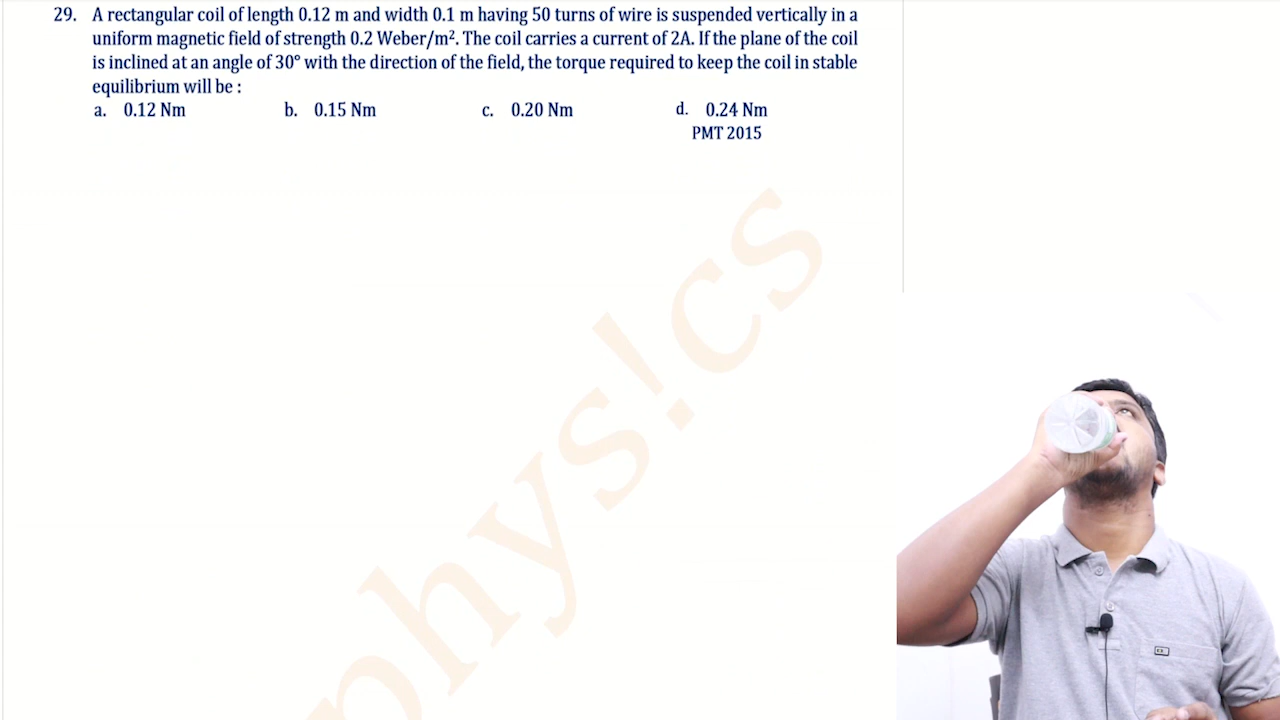 29. A rectangular coil of length 0.12 m and width 0.1 m having 50 turns of wire is suspended vertically in a
uniform magnetic field of strength 0.2 Weber/m². The coil carries a current of 2A. If the plane of the coil
is inclined at an angle of 30° with the direction of the field, the torque required to keep the coil in stable
equilibrium will be :
a. 0.12 Nm b. 0.15 Nm c. 0.20 Nm d. 0.24 Nm
PMT 2015
phys!cs